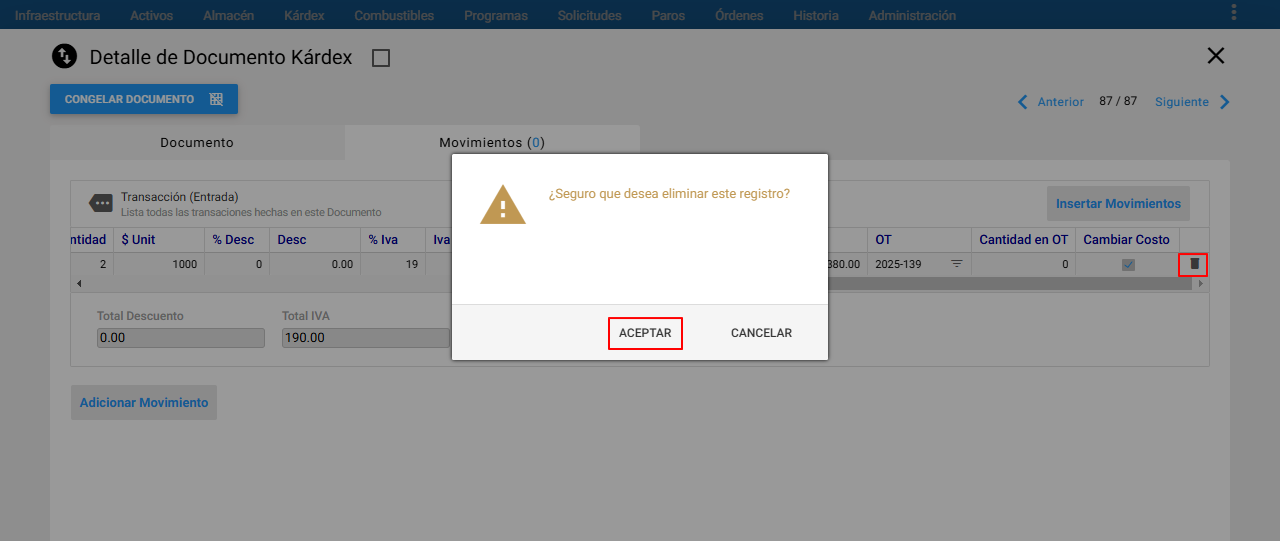 Infraestructura Activos Almacén Kárdex Combustibles Programas Solicitudes Paros Órdenes Historia Administración
Detalle de Documento Kárdex
CONGELAR DOCUMENTO
Anterior 87 / 87 Siguiente
Documento Movimientos (0)
Transacción (Entrada)
Lista todas las transaciones hechas en este Documento
Insertar Movimientos
¿Seguro que desea eliminar este registro?
ntidad $ Unit % Desc Desc % Iva Iva OT Cantidad en OT Cambiar Costo
2 1000 0 0.00 19 380.00 2025-139 0
Total Descuento Total IVA
0.00 190.00
ACEPTAR CANCELAR
Adicionar Movimiento